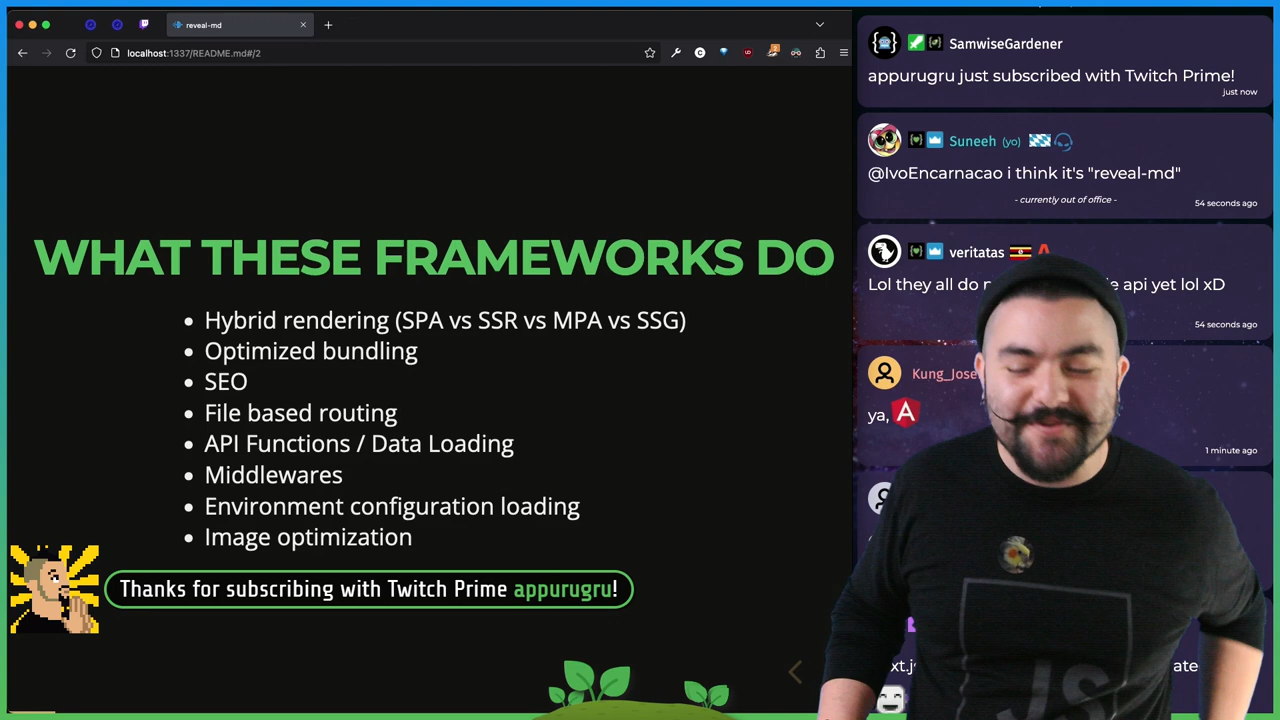 reveal-md
localhost:1337/README.md#/2
WHAT THESE FRAMEWORKS DO
Hybrid rendering (SPA vs SSR vs MPA vs SSG)
Optimized bundling
SEO
File based routing
API Functions / Data Loading
Middlewares
Environment configuration loading
Image optimization
Thanks for subscribing with Twitch Prime appurugru!
SamwiseGardener
appurugru just subscribed with Twitch Prime!
just now
Suneeh (yo)
@IvoEncarnacao i think it's "reveal-md"
- currently out of office -
54 seconds ago
veritatas
Lol they all do api yet lol xD
54 seconds ago
Kung_Jose
ya,
1 minute ago
JS